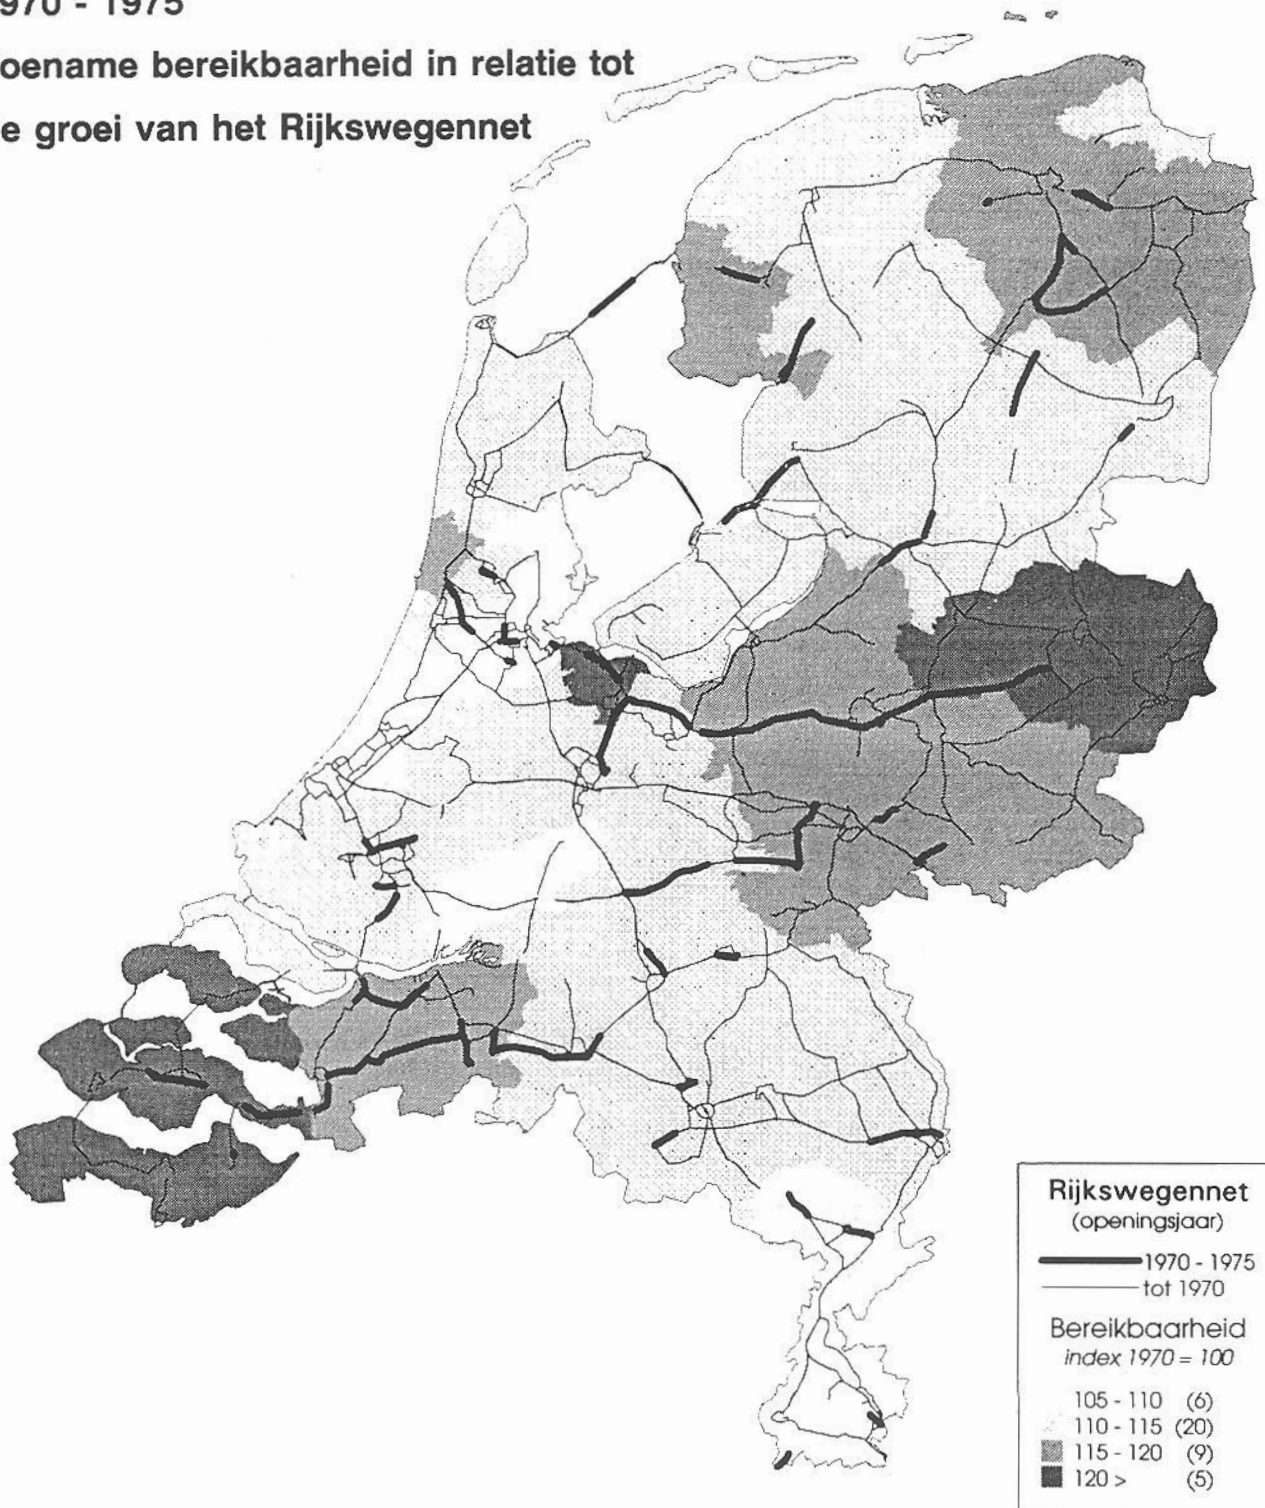 970 - 1975
oename bereikbaarheid in relatie tot
e groei van het Rijkswegennet
Rijkswegennet
(openingsjaar)
1970 - 1975
tot 1970
Bereikbaarheid
index 1970 = 100
105 - 110 (6)
110 - 115 (20)
115 - 120 (9)
120 > (5)